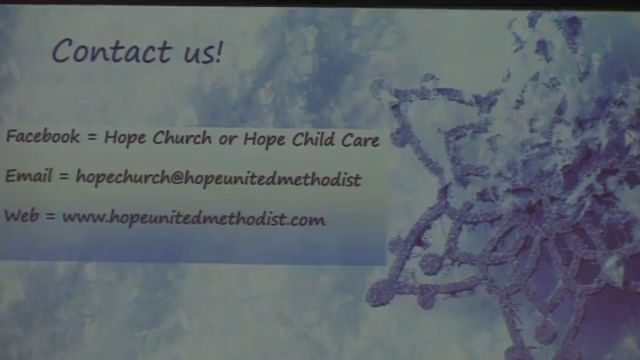 Contact us!
Facebook = Hope Church or Hope Child Care
Email = hopechurch@hopeunitedmethodist
Web = www.hopeunitedmethodist.com